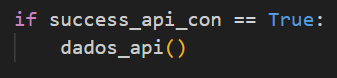 if success_api_con == True:
    dados_api()